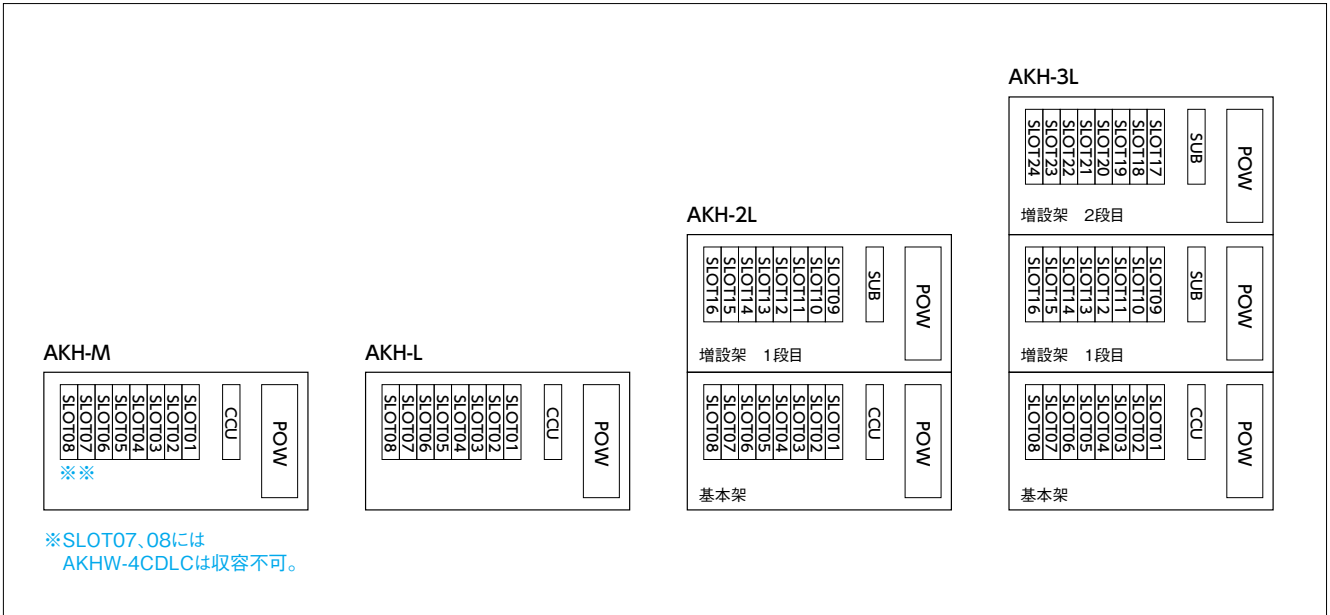 AKH-M
SLOT08
SLOT07
SLOT06
SLOT05
SLOT04
SLOT03
SLOT02
SLOT01
CCU
POW
※※
※SLOT07、08には
AKHW-4CDLCは収容不可。
AKH-L
SLOT08
SLOT07
SLOT06
SLOT05
SLOT04
SLOT03
SLOT02
SLOT01
CCU
POW
AKH-2L
SLOT16
SLOT15
SLOT14
SLOT13
SLOT12
SLOT11
SLOT10
SLOT09
SUB
POW
増設架 1段目
SLOT08
SLOT07
SLOT06
SLOT05
SLOT04
SLOT03
SLOT02
SLOT01
CCU
POW
基本架
AKH-3L
SLOT24
SLOT23
SLOT22
SLOT21
SLOT20
SLOT19
SLOT18
SLOT17
SUB
POW
増設架 2段目
SLOT16
SLOT15
SLOT14
SLOT13
SLOT12
SLOT11
SLOT10
SLOT09
SUB
POW
増設架 1段目
SLOT08
SLOT07
SLOT06
SLOT05
SLOT04
SLOT03
SLOT02
SLOT01
CCU
POW
基本架